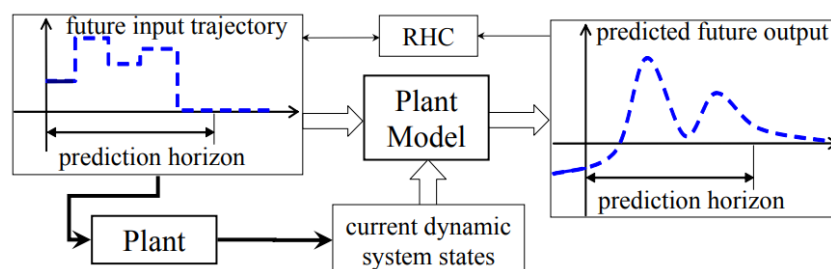 future input trajectory
RHC
predicted future output
Plant
Model
prediction horizon
prediction horizon
Plant
current dynamic
system states